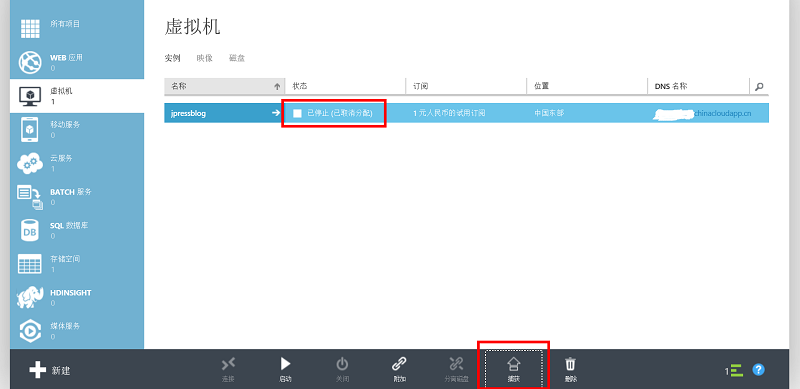 所有项目
WEB 应用
0
虚拟机
1
移动服务
0
云服务
1
BATCH 服务
0
SQL 数据库
0
存储空间
1
HDINSIGHT
0
媒体服务
0
虚拟机
实例 映像 磁盘
名称 状态 订阅 位置 DNS 名称
jpressblog 已停止 (已取消分配) 1 元人民币的试用订阅 中国东部 chinacloudapp.cn
DB
新建 连接 启动 关闭 附加 分离磁盘 捕获 删除 1 ?